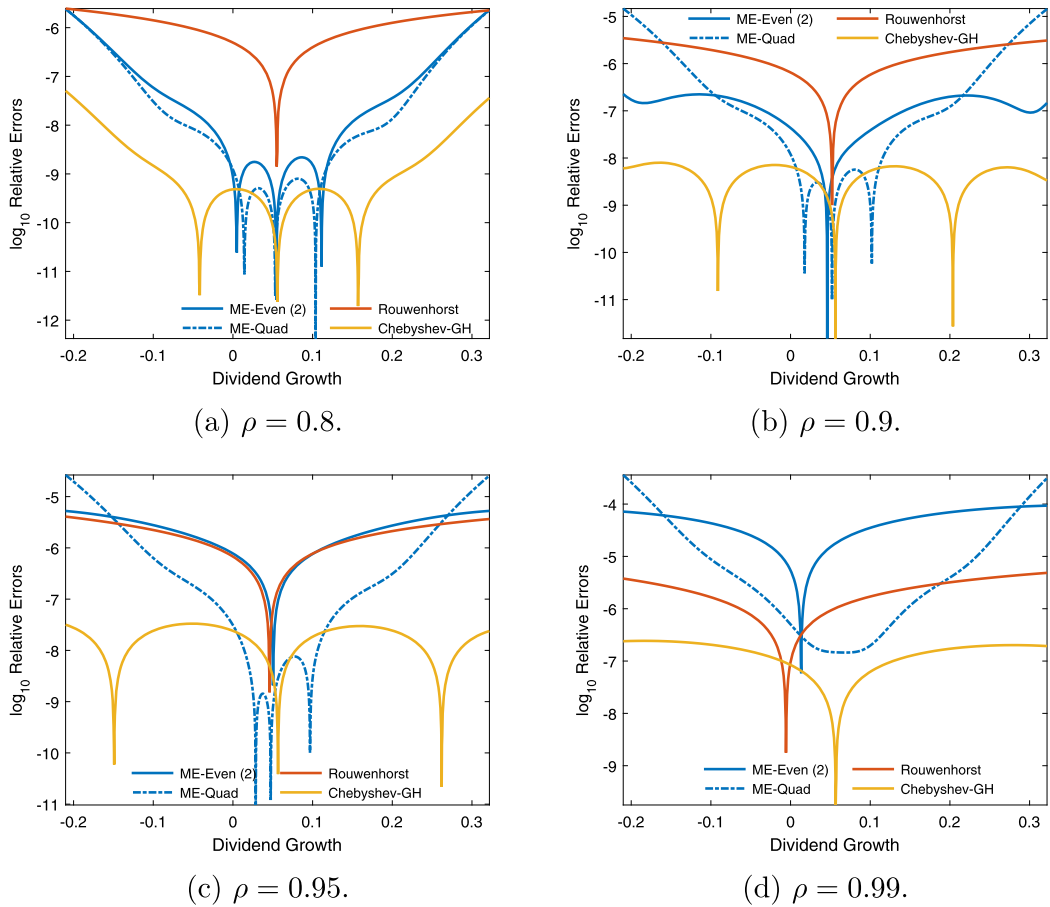 -6
-7
-8
-9
-10
-11
-12
log10 Relative Errors
ME-Even (2)
ME-Quad
Rouwenhorst
Chebyshev-GH
-0.2 -0.1 0 0.1 0.2 0.3
Dividend Growth
(a) ρ = 0.8.
-5
-6
-7
-8
-9
-10
-11
log10 Relative Errors
ME-Even (2)
ME-Quad
Rouwenhorst
Chebyshev-GH
-0.2 -0.1 0 0.1 0.2 0.3
Dividend Growth
(b) ρ = 0.9.
-5
-6
-7
-8
-9
-10
-11
log10 Relative Errors
ME-Even (2)
ME-Quad
Rouwenhorst
Chebyshev-GH
-0.2 -0.1 0 0.1 0.2 0.3
Dividend Growth
(c) ρ = 0.95.
-4
-5
-6
-7
-8
-9
log10 Relative Errors
ME-Even (2)
ME-Quad
Rouwenhorst
Chebyshev-GH
-0.2 -0.1 0 0.1 0.2 0.3
Dividend Growth
(d) ρ = 0.99.